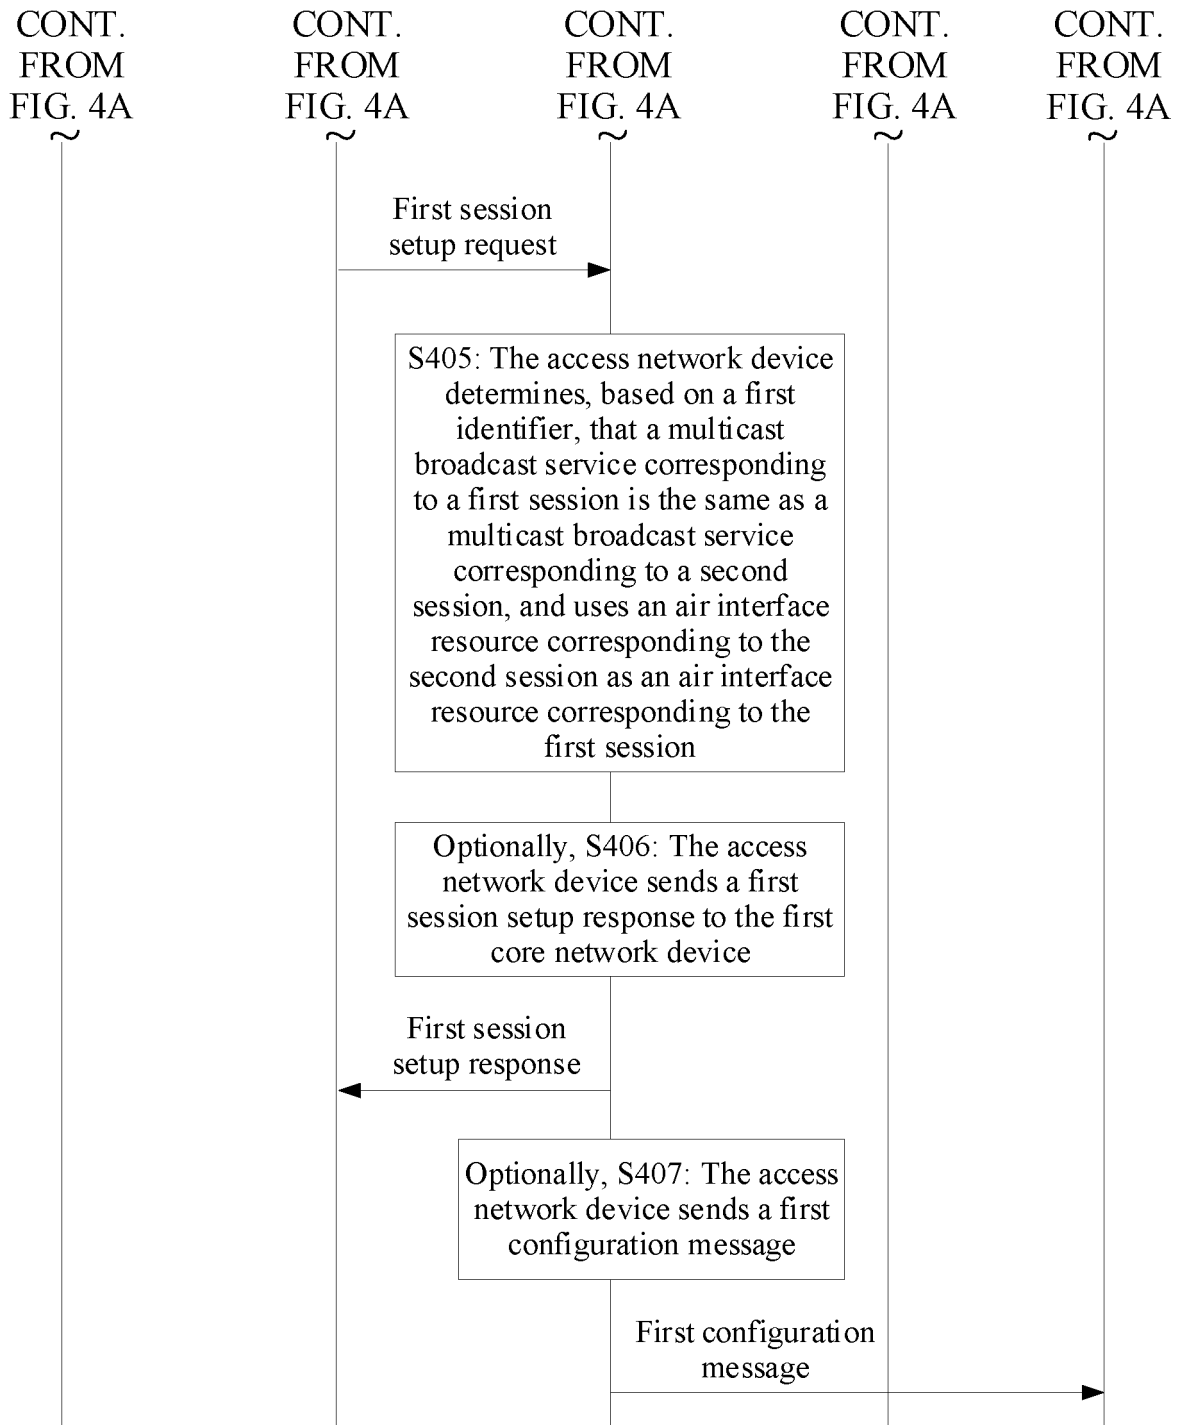 CONT.
FROM
FIG. 4A
CONT.
FROM
FIG. 4A
CONT.
FROM
FIG. 4A
CONT.
FROM
FIG. 4A
CONT.
FROM
FIG. 4A
First session
setup request
S405: The access network device
determines, based on a first
identifier, that a multicast
broadcast service corresponding
to a first session is the same as a
multicast broadcast service
corresponding to a second
session, and uses an air interface
resource corresponding to the
second session as an air interface
resource corresponding to the
first session
Optionally, S406: The access
network device sends a first
session setup response to the first
core network device
First session
setup response
Optionally, S407: The access
network device sends a first
configuration message
First configuration
message